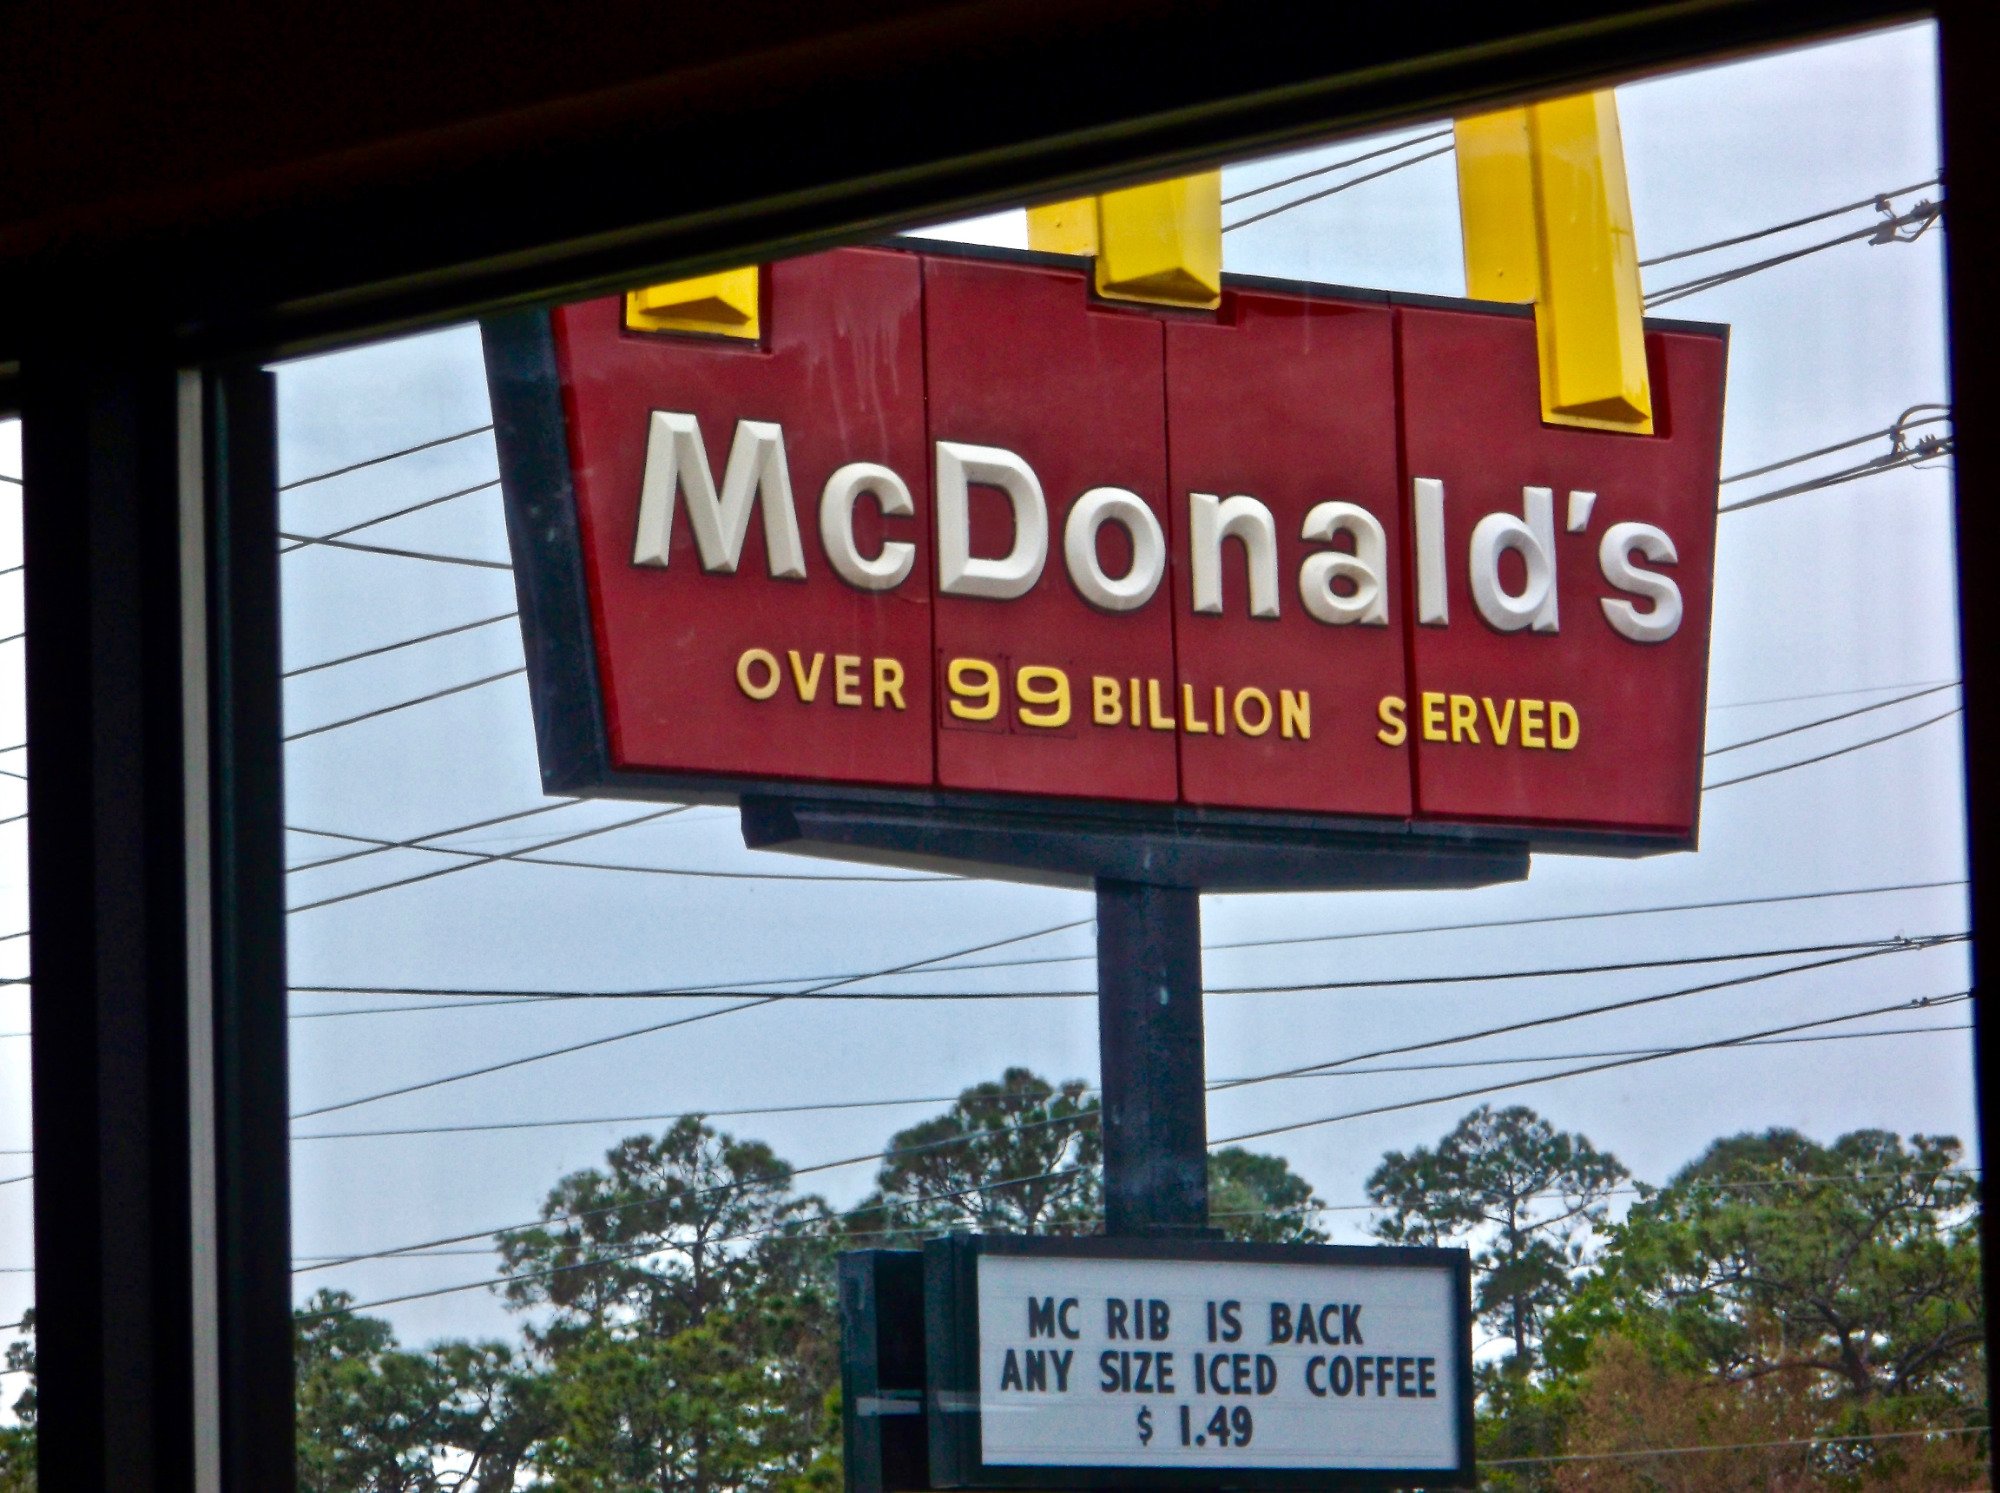 McDonald's
OVER 99 BILLION SERVED
MC RIB IS BACK
ANY SIZE ICED COFFEE
$ 1.49